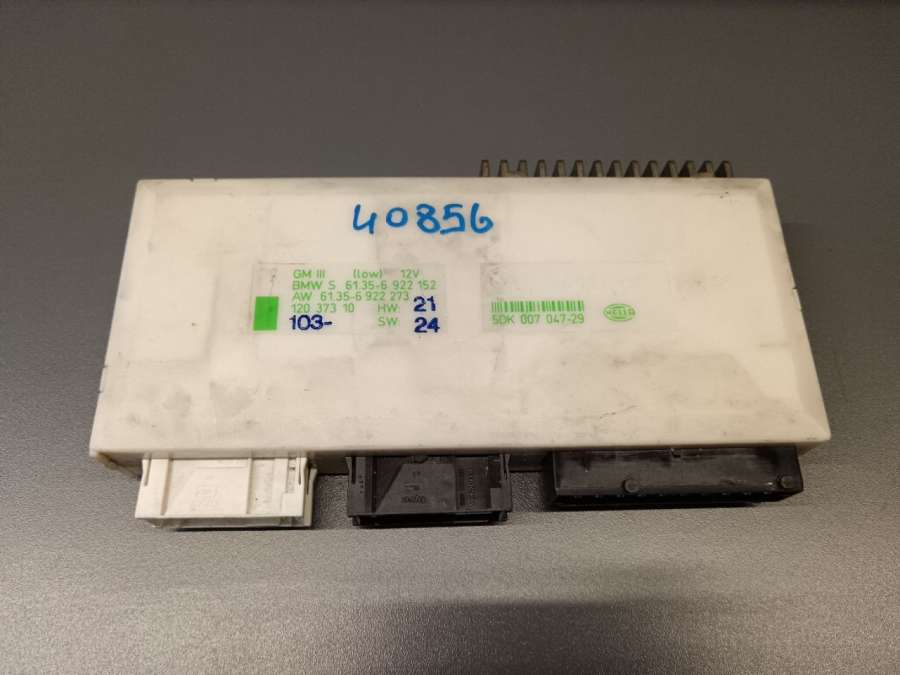 40856
GM III (low) 12V
BMW S 61.35-6 922 152
AW 61.35-6 922 273
120 373 10 HW: 21
103- SW: 24
5DK 007 047-29
HELLA